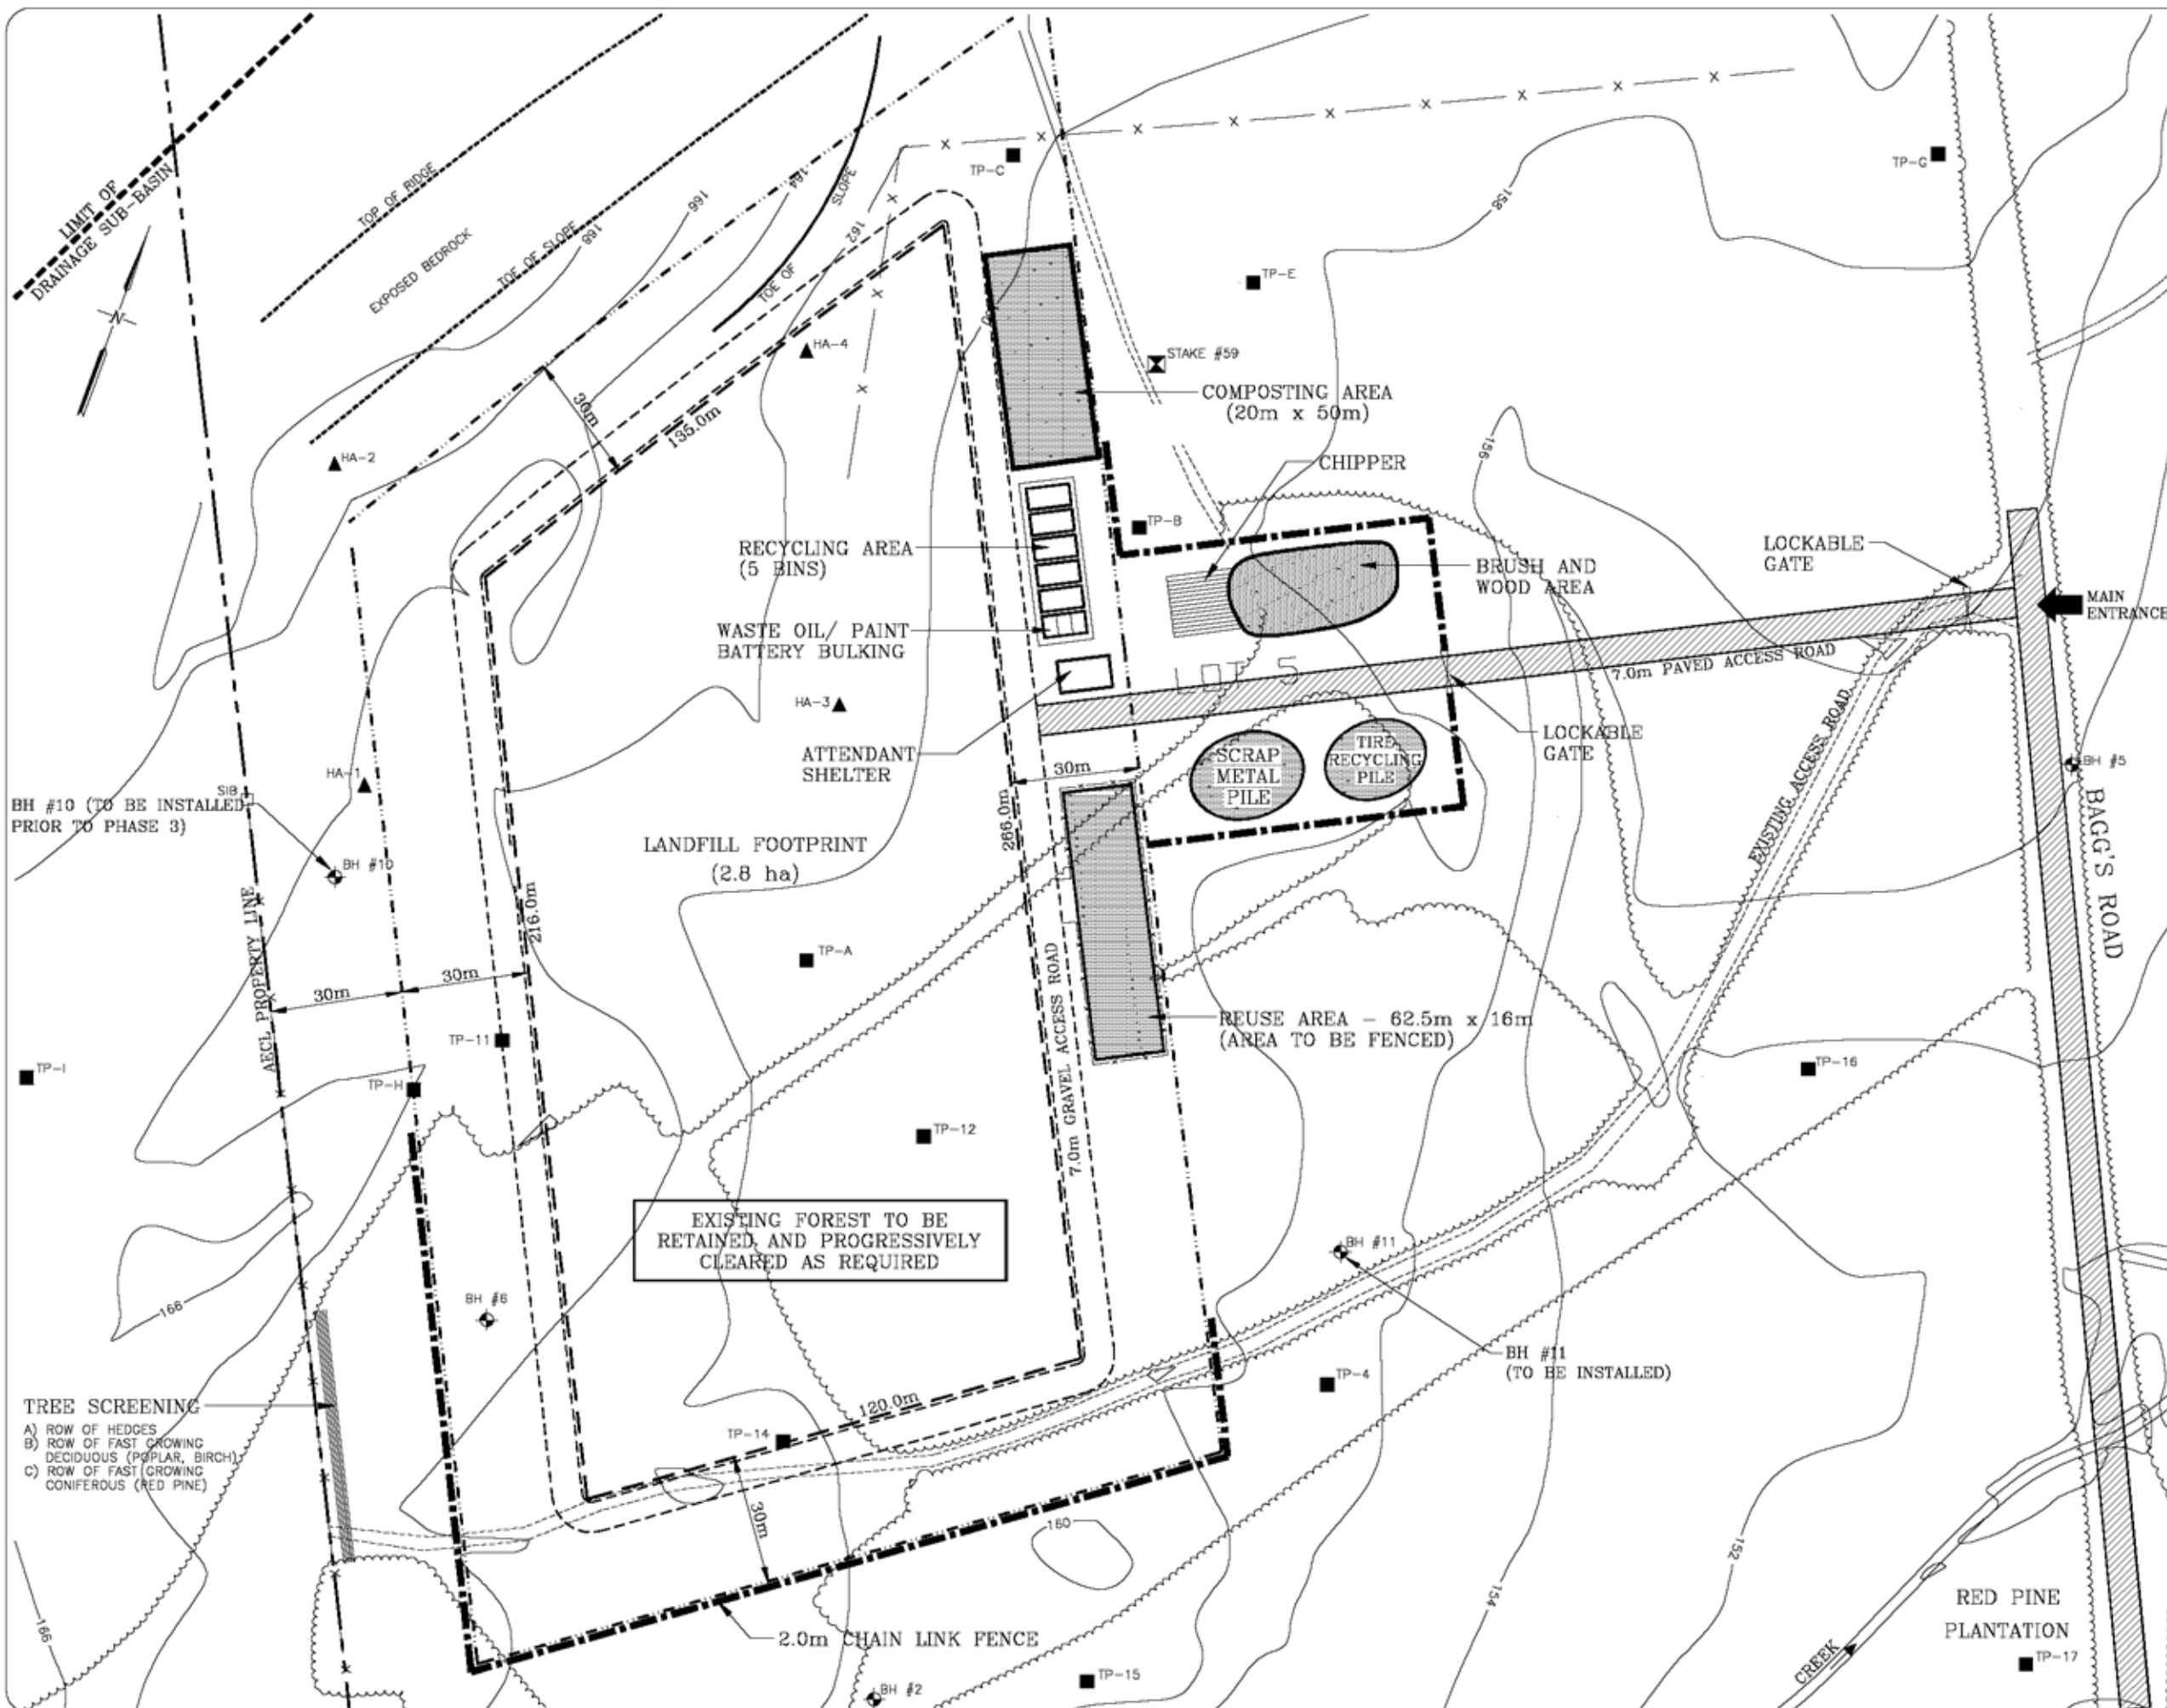 LIMIT OF
DRAINAGE SUB-BASIN
N
TOP OF RIDGE
EXPOSED BEDROCK
TOE OF SLOPE
168
166
164
162
TOE OF
SLOPE
TP-C
TP-G
158
TP-E
HA-4
STAKE #59
30m
135.0m
COMPOSTING AREA
(20m x 50m)
HA-2
CHIPPER
156
TP-B
RECYCLING AREA
(5 BINS)
BRUSH AND
WOOD AREA
LOCKABLE
GATE
MAIN
ENTRANCE
WASTE OIL/ PAINT
BATTERY BULKING
LOT 5
7.0m PAVED ACCESS ROAD
HA-3
ATTENDANT
SHELTER
LOCKABLE
GATE
EXISTING ACCESS ROAD
SCRAP
METAL
PILE
TIRE
RECYCLING
PILE
30m
BH #5
BAGG'S ROAD
HA-1
SIB
BH #10 (TO BE INSTALLED
PRIOR TO PHASE 3)
BH #10
266.0m
LANDFILL FOOTPRINT
(2.8 ha)
216.0m
AECL PROPERTY LINE
30m
30m
TP-A
7.0m GRAVEL ACCESS ROAD
REUSE AREA - 62.5m x 16m
(AREA TO BE FENCED)
TP-11
TP-I
TP-H
TP-16
TP-12
EXISTING FOREST TO BE
RETAINED AND PROGRESSIVELY
CLEARED AS REQUIRED
BH #11
166
BH #6
BH #11
(TO BE INSTALLED)
TP-4
TREE SCREENING
A) ROW OF HEDGES
B) ROW OF FAST GROWING
DECIDUOUS (POPLAR, BIRCH)
C) ROW OF FAST GROWING
CONIFEROUS (RED PINE)
120.0m
TP-14
30m
160
152
154
166
RED PINE
PLANTATION
2.0m CHAIN LINK FENCE
CREEK
TP-17
TP-15
BH #2